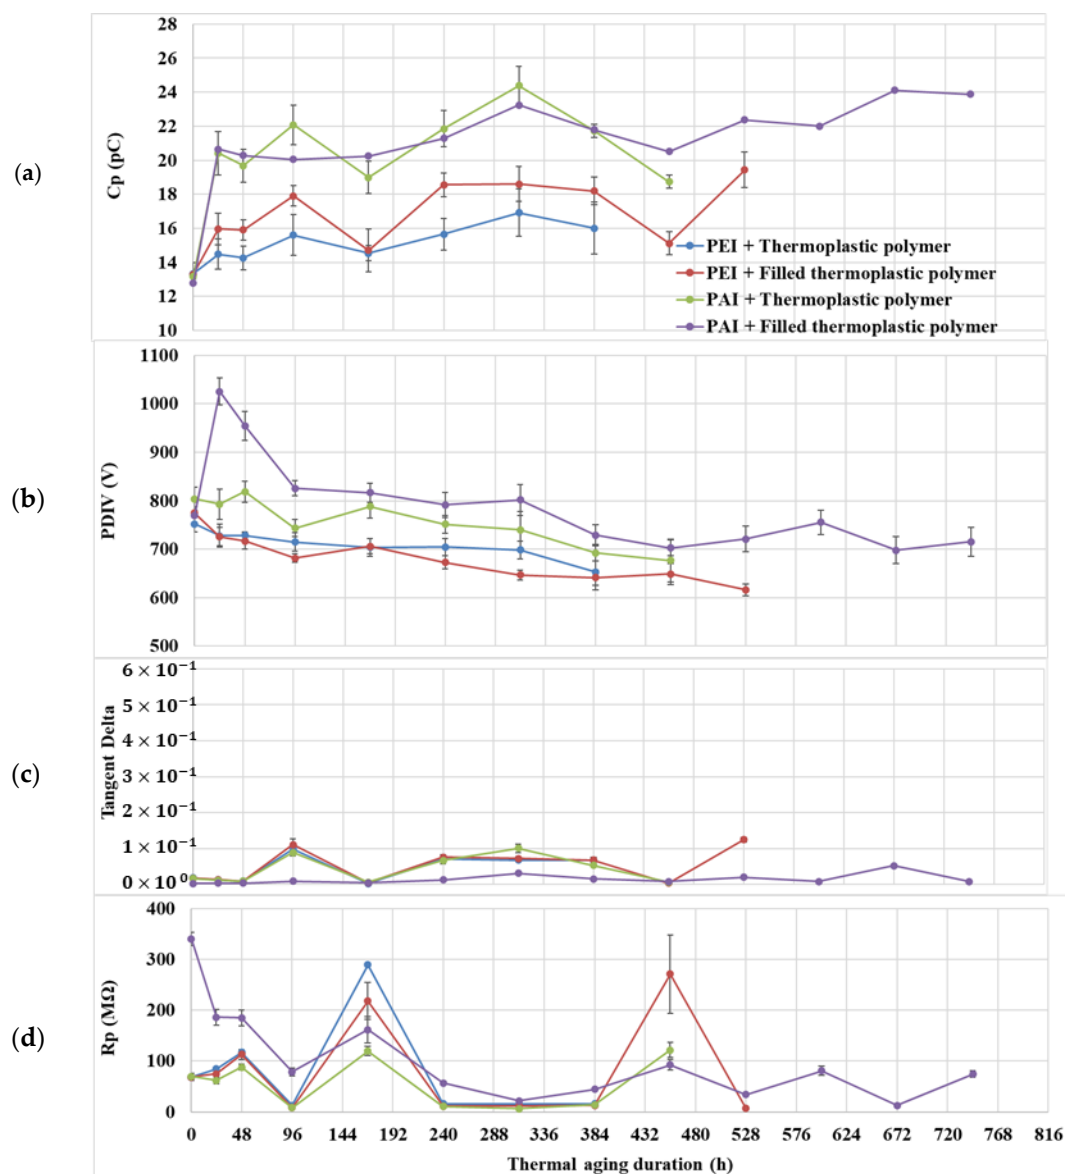 (a)
Cp (pC)
28
26
24
22
20
18
16
14
12
10
PEI + Thermoplastic polymer
PEI + Filled thermoplastic polymer
PAI + Thermoplastic polymer
PAI + Filled thermoplastic polymer
(b)
PDIV (V)
1100
1000
900
800
700
600
500
(c)
Tangent Delta
6 × 10⁻¹
5 × 10⁻¹
4 × 10⁻¹
3 × 10⁻¹
2 × 10⁻¹
1 × 10⁻¹
0 × 10⁰
(d)
Rp (MΩ)
400
300
200
100
0
0 48 96 144 192 240 288 336 384 432 480 528 576 624 672 720 768 816
Thermal aging duration (h)